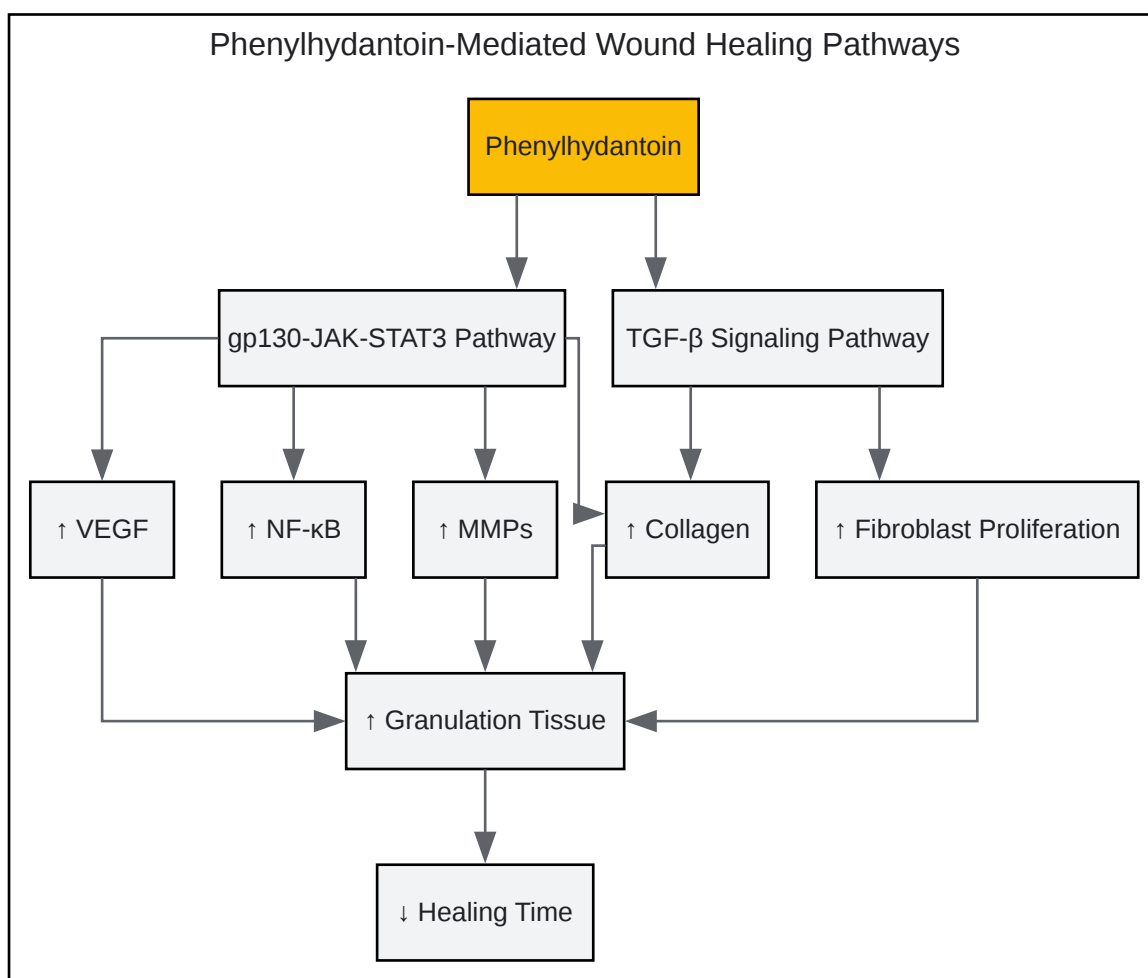 Phenylhydantoin-Mediated Wound Healing Pathways
Phenylhydantoin
gp130-JAK-STAT3 Pathway
TGF-β Signaling Pathway
↑ VEGF
↑ NF-κB
↑ MMPs
↑ Collagen
↑ Fibroblast Proliferation
↑ Granulation Tissue
↓ Healing Time